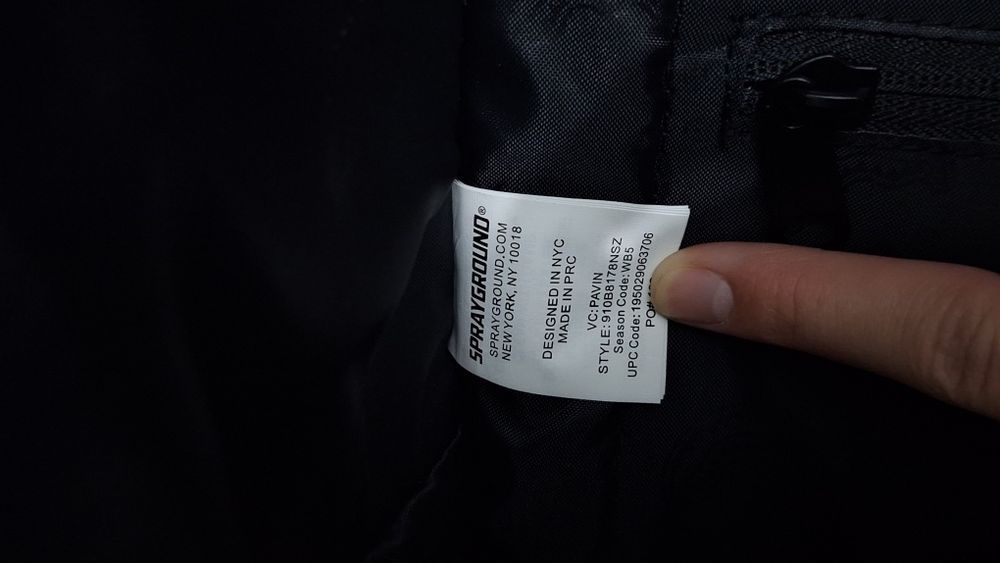 SPRAYGROUND®
SPRAYGROUND.COM
NEW YORK, NY 10018
DESIGNED IN NYC
MADE IN PRC
VC:PAVIN
STYLE:910B8178NSZ
Season Code:WB5
UPC Code:195029063706
PO#